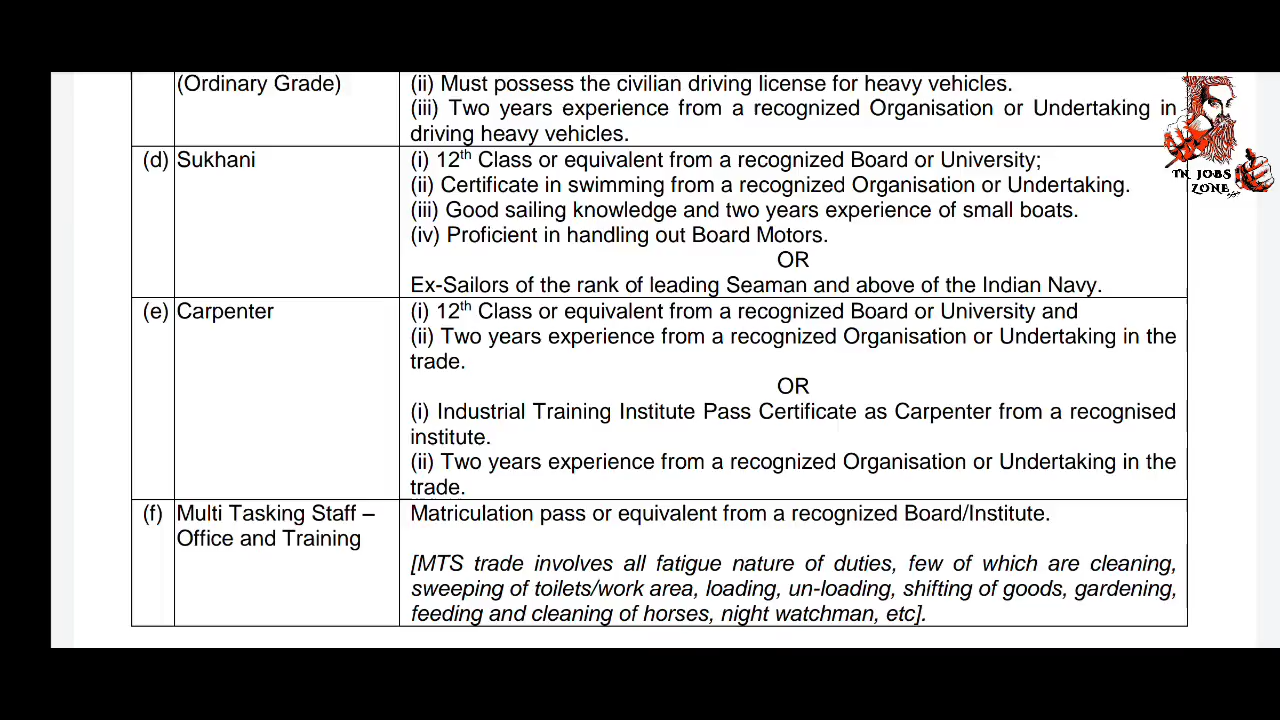 (Ordinary Grade)
(ii) Must possess the civilian driving license for heavy vehicles.
(iii) Two years experience from a recognized Organisation or Undertaking in
driving heavy vehicles.
(d) Sukhani
(i) 12th Class or equivalent from a recognized Board or University;
(ii) Certificate in swimming from a recognized Organisation or Undertaking.
(iii) Good sailing knowledge and two years experience of small boats.
(iv) Proficient in handling out Board Motors.
OR
Ex-Sailors of the rank of leading Seaman and above of the Indian Navy.
(e) Carpenter
(i) 12th Class or equivalent from a recognized Board or University and
(ii) Two years experience from a recognized Organisation or Undertaking in the
trade.
OR
(i) Industrial Training Institute Pass Certificate as Carpenter from a recognised
institute.
(ii) Two years experience from a recognized Organisation or Undertaking in the
trade.
(f) Multi Tasking Staff –
Office and Training
Matriculation pass or equivalent from a recognized Board/Institute.
[MTS trade involves all fatigue nature of duties, few of which are cleaning,
sweeping of toilets/work area, loading, un-loading, shifting of goods, gardening,
feeding and cleaning of horses, night watchman, etc].
TN JOBS
ZONE